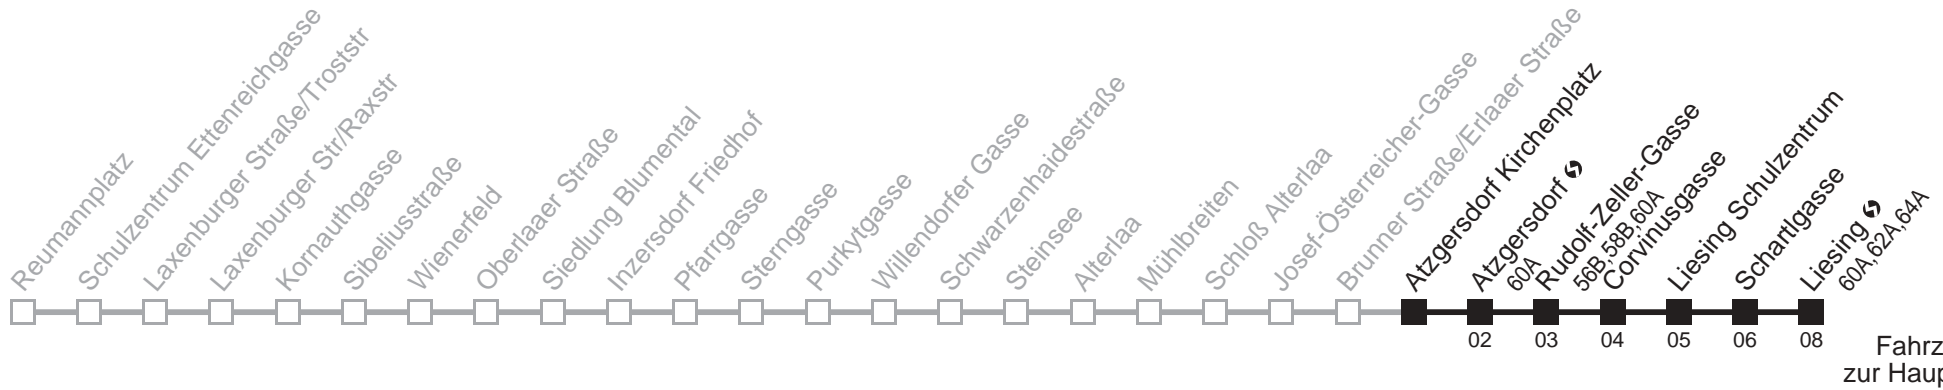 Reumannplatz
Schulzentrum Ettenreichgasse
Laxenburger Straße/Troststr
Laxenburger Str/Raxstr
Kornauthgasse
Sibeliusstraße
Wienerfeld
Oberlaaer Straße
Siedlung Blumental
Inzersdorf Friedhof
Pfarrgasse
Sterngasse
Purkytgasse
Willendorfer Gasse
Schwarzenhaidestraße
Steinsee
Alterlaa
Mühlbreiten
Schloß Alterlaa
Josef-Österreicher-Gasse
Brunner Straße/Erlaaer Straße
Atzgersdorf Kirchenplatz
Atzgersdorf
60A
Rudolf-Zeller-Gasse
56B,58B,60A
Corvinusgasse
Liesing Schulzentrum
Schartlgasse
Liesing
60A,62A,64A
02 03 04 05 06 08
Fahrz
zur Haup